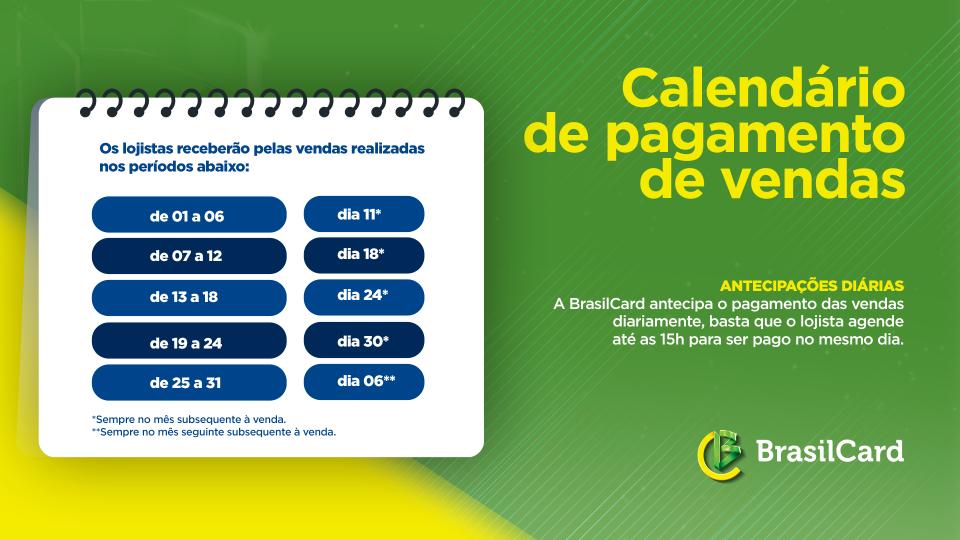 Calendário
de pagamento
de vendas
Os lojistas receberão pelas vendas realizadas
nos períodos abaixo:
de 01 a 06 dia 11*
de 07 a 12 dia 18*
de 13 a 18 dia 24*
de 19 a 24 dia 30*
de 25 a 31 dia 06**
*Sempre no mês subsequente à venda.
**Sempre no mês seguinte subsequente à venda.
ANTECIPAÇÕES DIÁRIAS
A BrasilCard antecipa o pagamento das vendas
diariamente, basta que o lojista agende
até as 15h para ser pago no mesmo dia.
BrasilCard